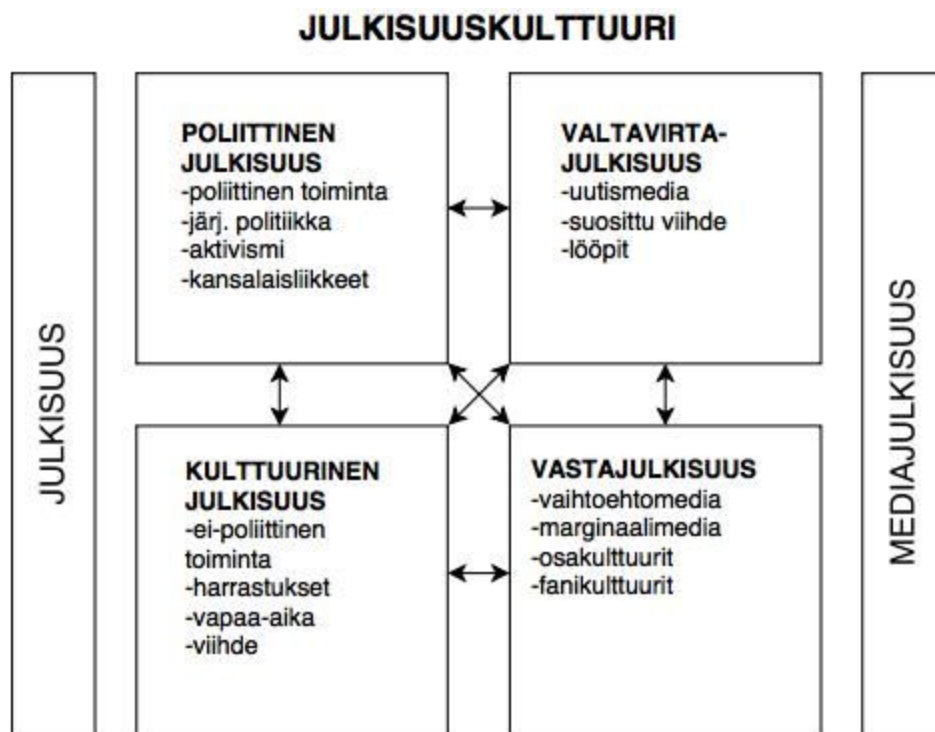 JULKISUUSKULTTUURI
JULKISUUS
POLIITTINEN
JULKISUUS
-poliittinen toiminta
-järj. politiikka
-aktivismi
-kansalaisliikkeet
VALTAVIRTA-
JULKISUUS
-uutismedia
-suosittu viihde
-lööpit
KULTTUURINEN
JULKISUUS
-ei-poliittinen
toiminta
-harrastukset
-vapaa-aika
-viihde
VASTAJULKISUUS
-vaihtoehtomedia
-marginaalimedia
-osakulttuurit
-fanikulttuurit
MEDIAJULKISUUS